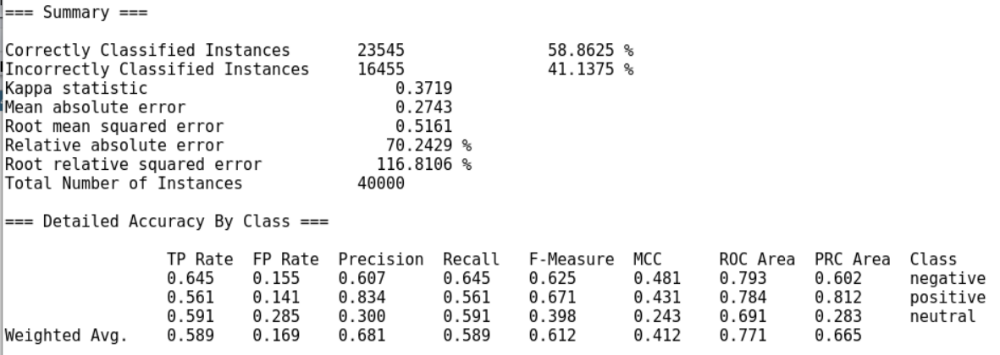 === Summary ===
Correctly Classified Instances 23545 58.8625 %
Incorrectly Classified Instances 16455 41.1375 %
Kappa statistic 0.3719
Mean absolute error 0.2743
Root mean squared error 0.5161
Relative absolute error 70.2429 %
Root relative squared error 116.8106 %
Total Number of Instances 40000
=== Detailed Accuracy By Class ===
TP Rate FP Rate Precision Recall F-Measure MCC ROC Area PRC Area Class
0.645 0.155 0.607 0.645 0.625 0.481 0.793 0.602 negative
0.561 0.141 0.834 0.561 0.671 0.431 0.784 0.812 positive
0.591 0.285 0.300 0.591 0.398 0.243 0.691 0.283 neutral
Weighted Avg. 0.589 0.169 0.681 0.589 0.612 0.412 0.771 0.665